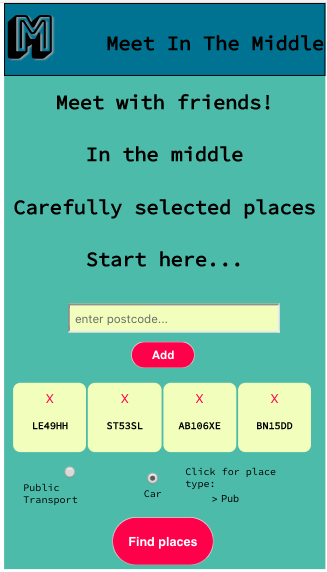 M Meet In The Middle
Meet with friends!
In the middle
Carefully selected places
Start here...
enter postcode...
Add
X X X X
LE49HH ST53SL AB106XE BN15DD
Public
Transport
Car
Click for place
type:
> Pub
Find places